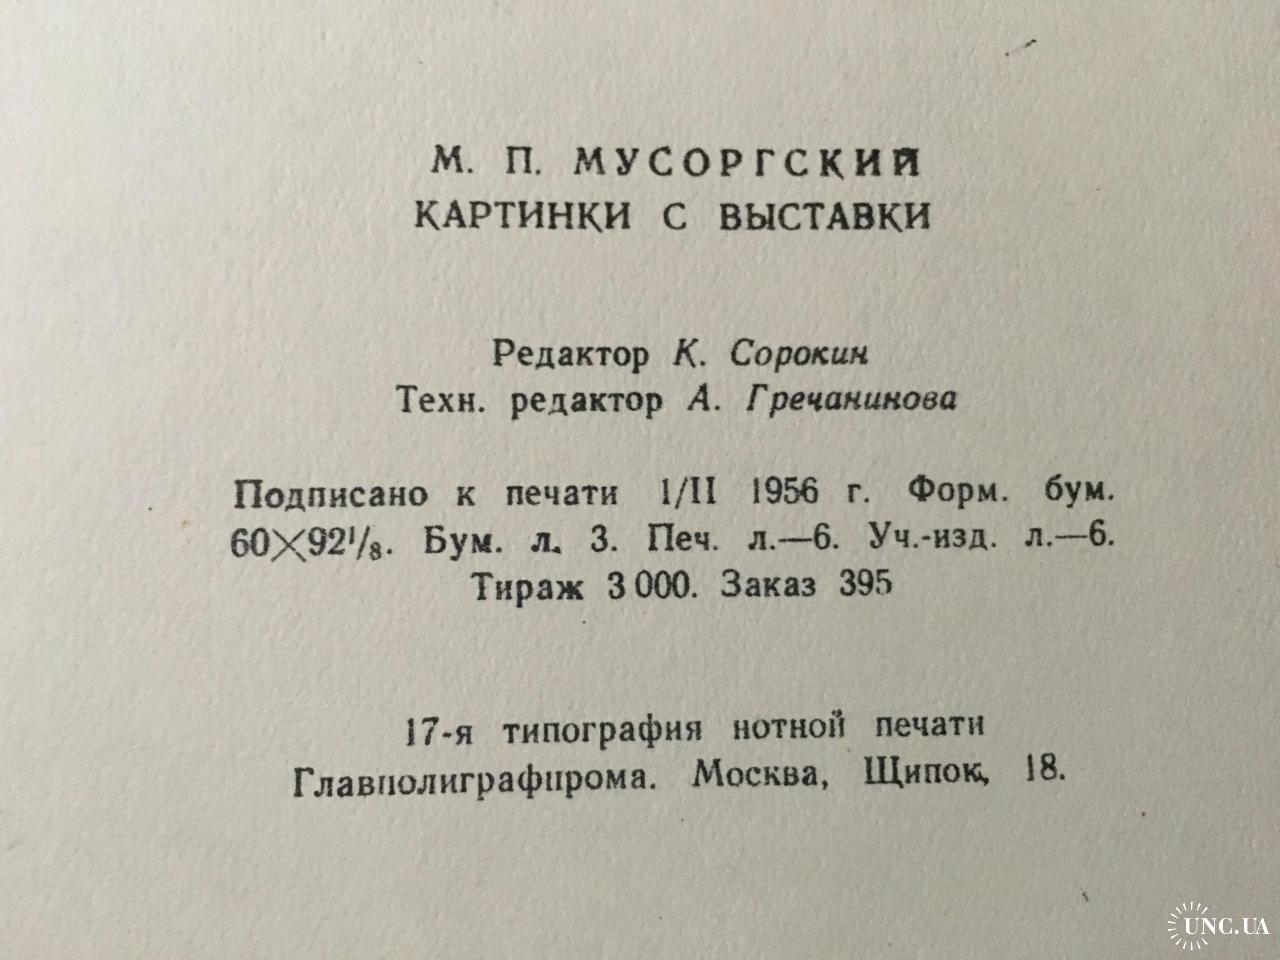 М. П. МУСОРГСКИЙ
КАРТИНКИ С ВЫСТАВКИ
Редактор К. Сорокин
Техн. редактор А. Гречанинова
Подписано к печати 1/II 1956 г. Форм. бум.
60×92¹/₈. Бум. л. 3. Печ. л.—6. Уч.-изд. л.—6.
Тираж 3 000. Заказ 395
17-я типография нотной печати
Главполиграфпрома. Москва, Щипок, 18.
UNC.UA